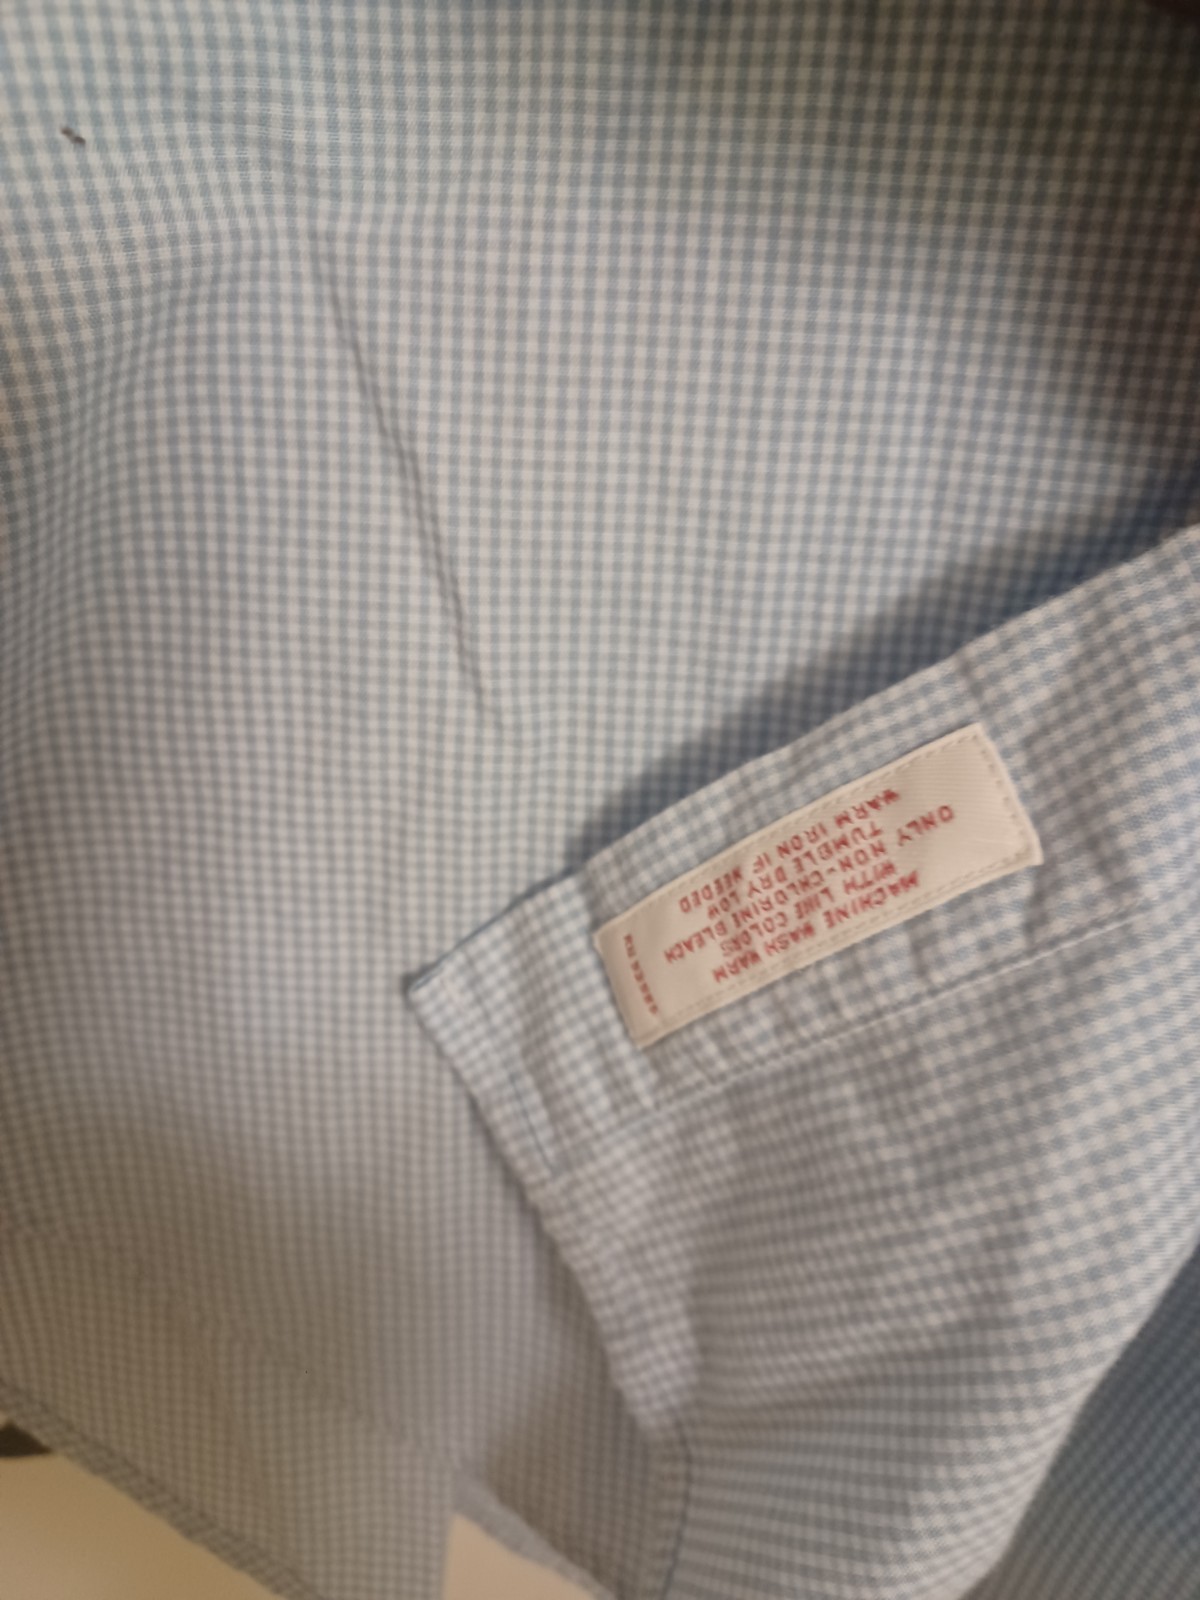 MACHINE WASH WARM
WITH LIKE COLORS
ONLY NON-CHLORINE BLEACH
TUMBLE DRY LOW
WARM IRON IF NEEDED